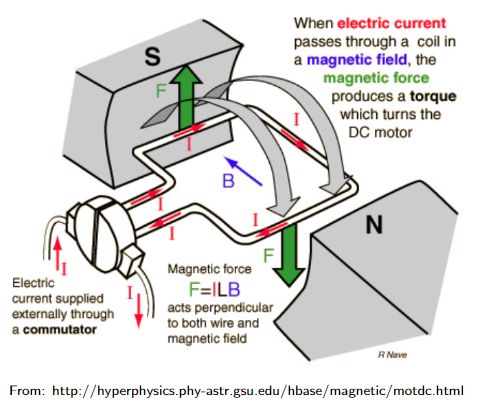 When electric current
passes through a coil in
a magnetic field, the
magnetic force
produces a torque
which turns the
DC motor
S
F
I
I
B
I
I
I
N
F
I
I
Electric
current supplied
externally through
a commutator
Magnetic force
F=ILB
acts perpendicular
to both wire and
magnetic field
R Nave
From: http://hyperphysics.phy-astr.gsu.edu/hbase/magnetic/motdc.html